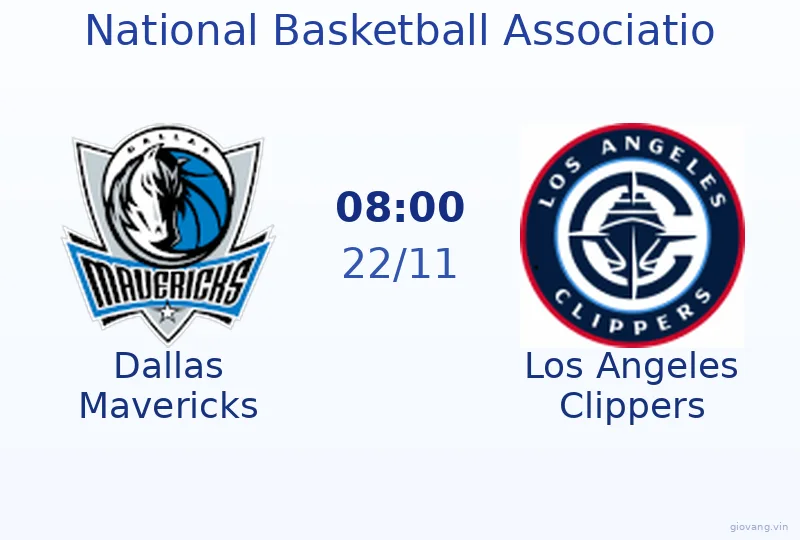 National Basketball Associatio
DALLAS
MAVERICKS
LOS ANGELES
CLIPPERS
08:00
22/11
Dallas
Mavericks
Los Angeles
Clippers
giovang.vin